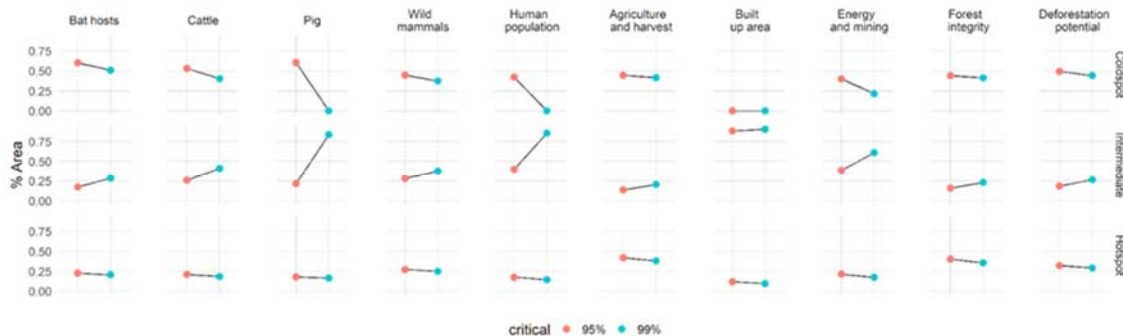 Bat hosts
Cattle
Pig
Wild
mammals
Human
population
Agriculture
and harvest
Built
up area
Energy
and mining
Forest
integrity
Deforestation
potential
% Area
0.75
0.50
0.25
0.00
Coldspot
0.75
0.50
0.25
0.00
Intermediate
0.75
0.50
0.25
0.00
Hotspot
critical 95% 99%